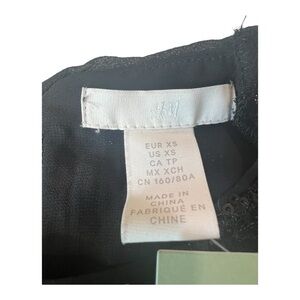 H&M
EUR XS
US XS
CA TP
MX XCH
CN 160/80A
MADE IN
CHINA
FABRIQUÉ EN
CHINE